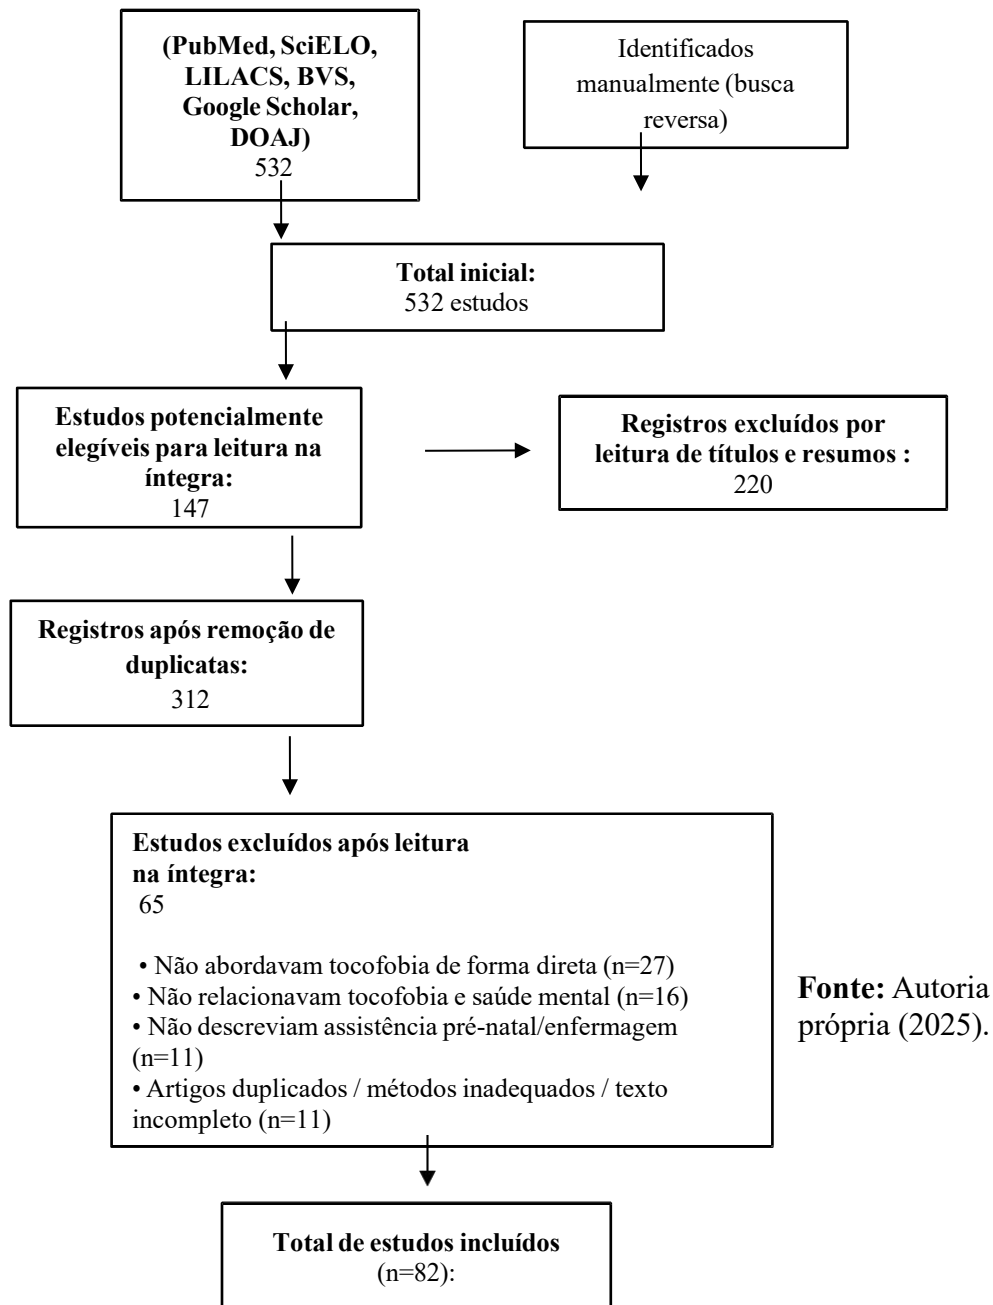 (PubMed, SciELO,
LILACS, BVS,
Google Scholar,
DOAJ)
532
Identificados
manualmente (busca
reversa)
Total inicial:
532 estudos
Estudos potencialmente
elegíveis para leitura na
íntegra:
147
Registros excluídos por
leitura de títulos e resumos :
220
Registros após remoção de
duplicatas:
312
Estudos excluídos após leitura
na íntegra:
65
• Não abordavam tocofobia de forma direta (n=27)
• Não relacionavam tocofobia e saúde mental (n=16)
• Não descreviam assistência pré-natal/enfermagem
(n=11)
• Artigos duplicados / métodos inadequados / texto
incompleto (n=11)
Fonte: Autoria
própria (2025).
Total de estudos incluídos
(n=82):